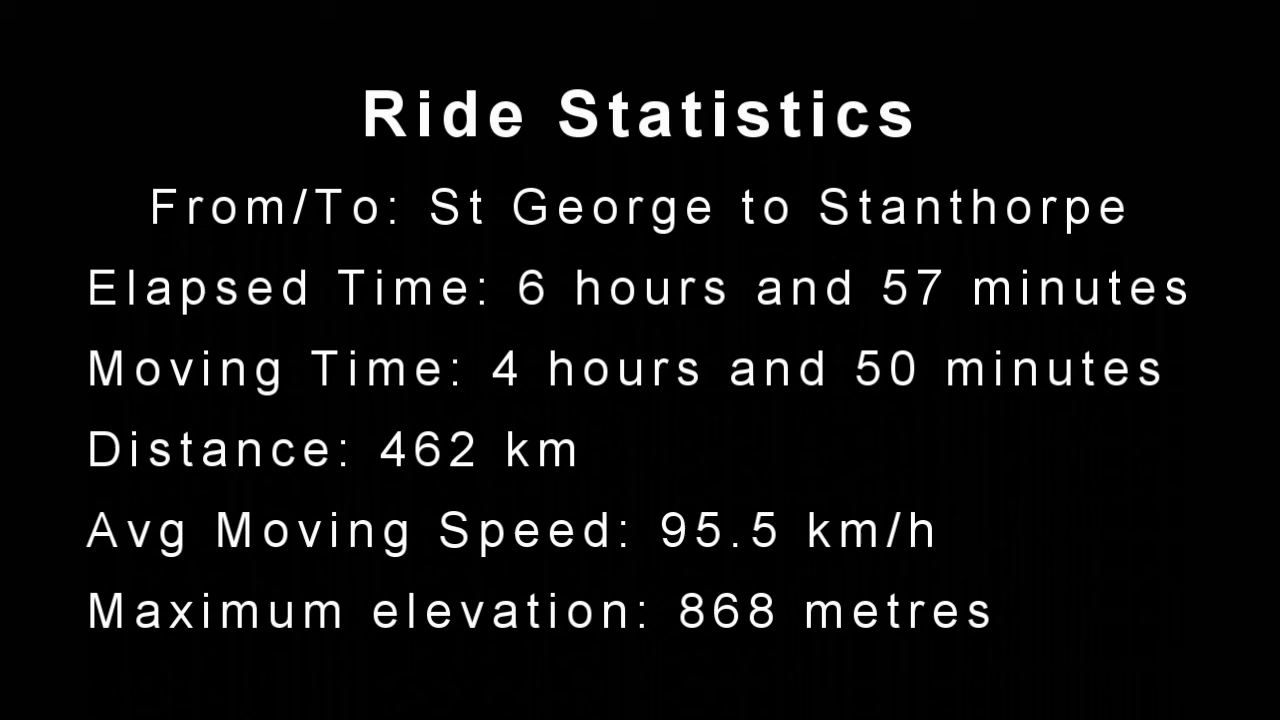 Ride Statistics
From/To: St George to Stanthorpe
Elapsed Time: 6 hours and 57 minutes
Moving Time: 4 hours and 50 minutes
Distance: 462 km
Avg Moving Speed: 95.5 km/h
Maximum elevation: 868 metres